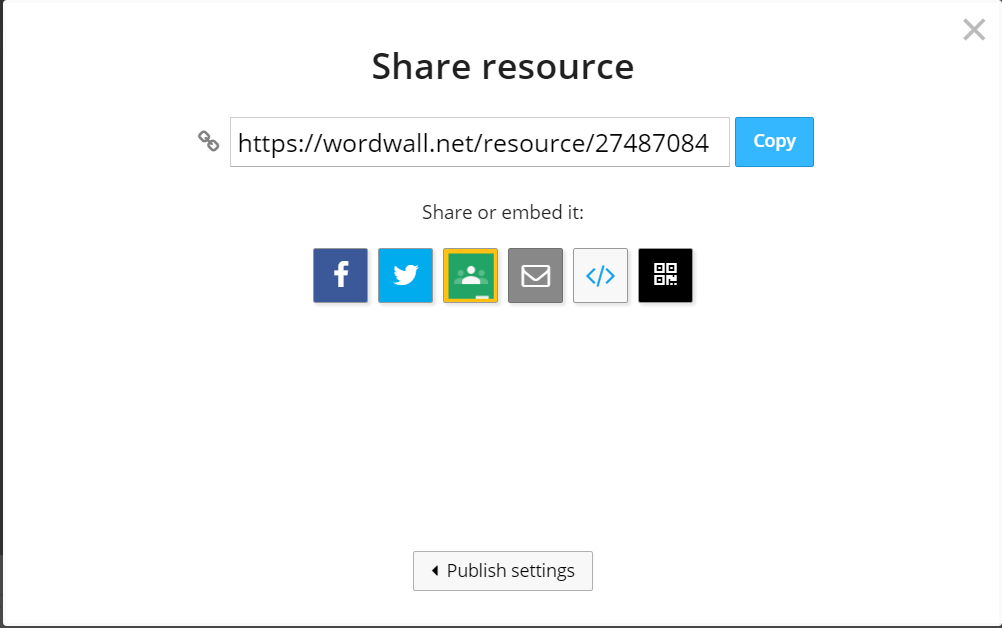 Share resource
https://wordwall.net/resource/27487084 Copy
Share or embed it:
Publish settings